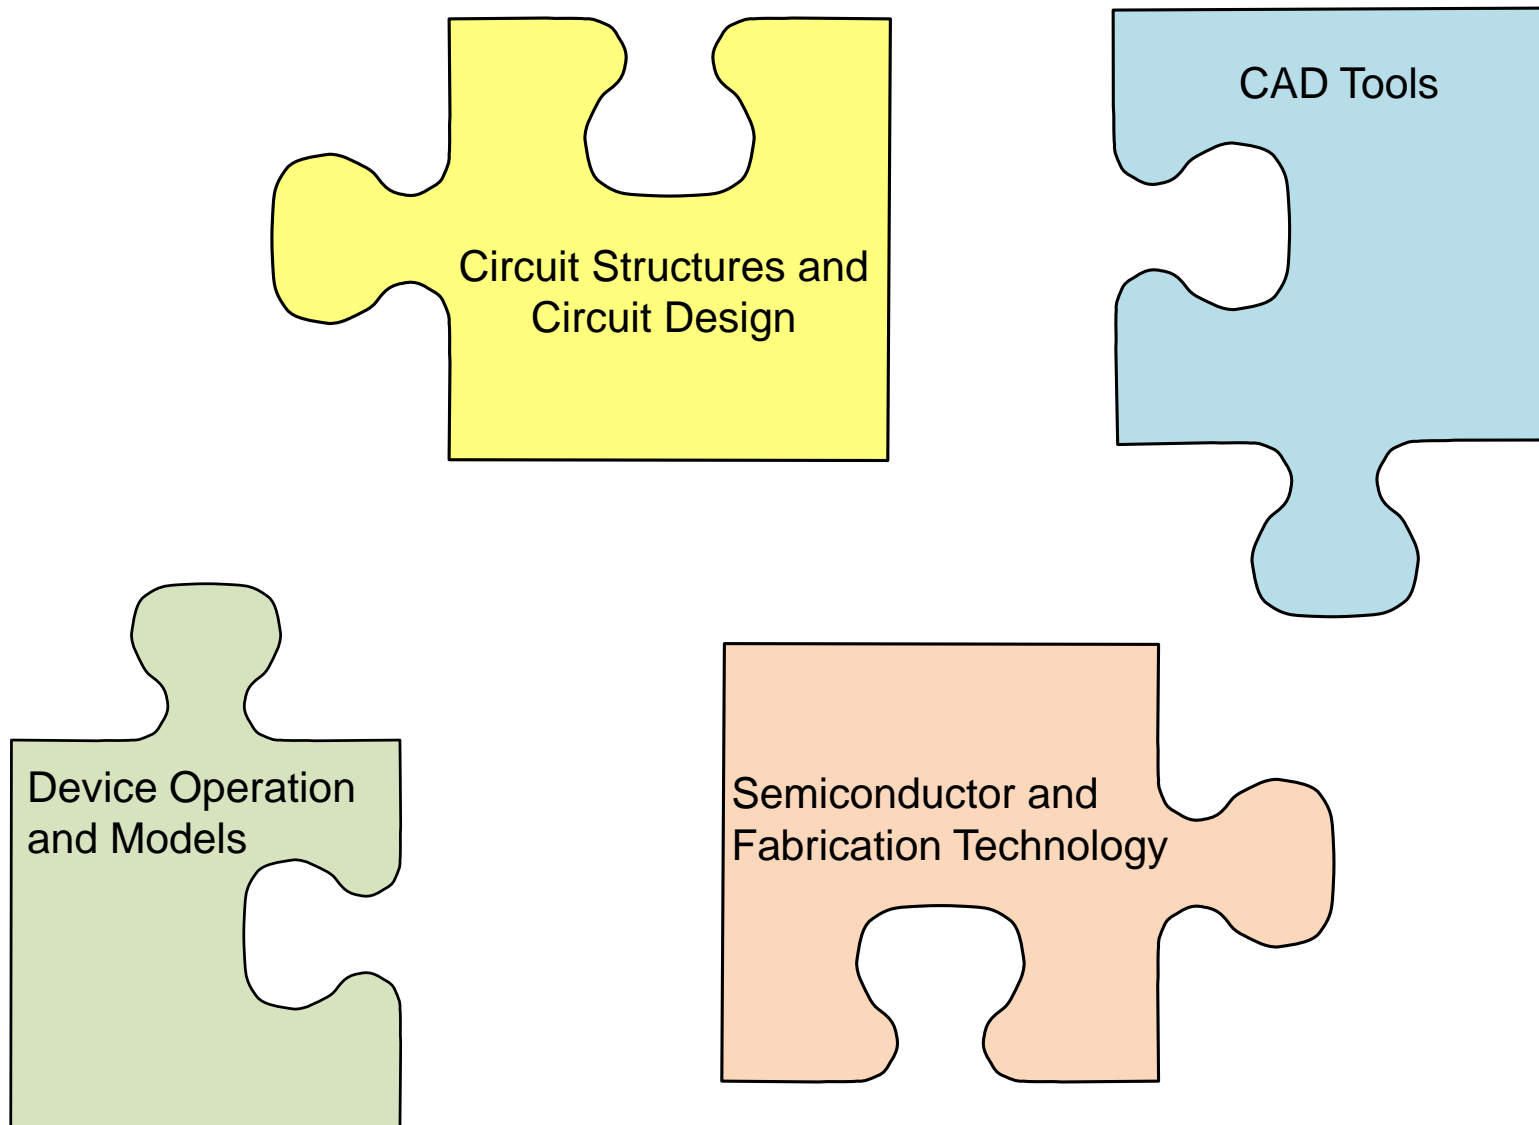 CAD Tools
Circuit Structures and
Circuit Design
Device Operation
and Models
Semiconductor and
Fabrication Technology